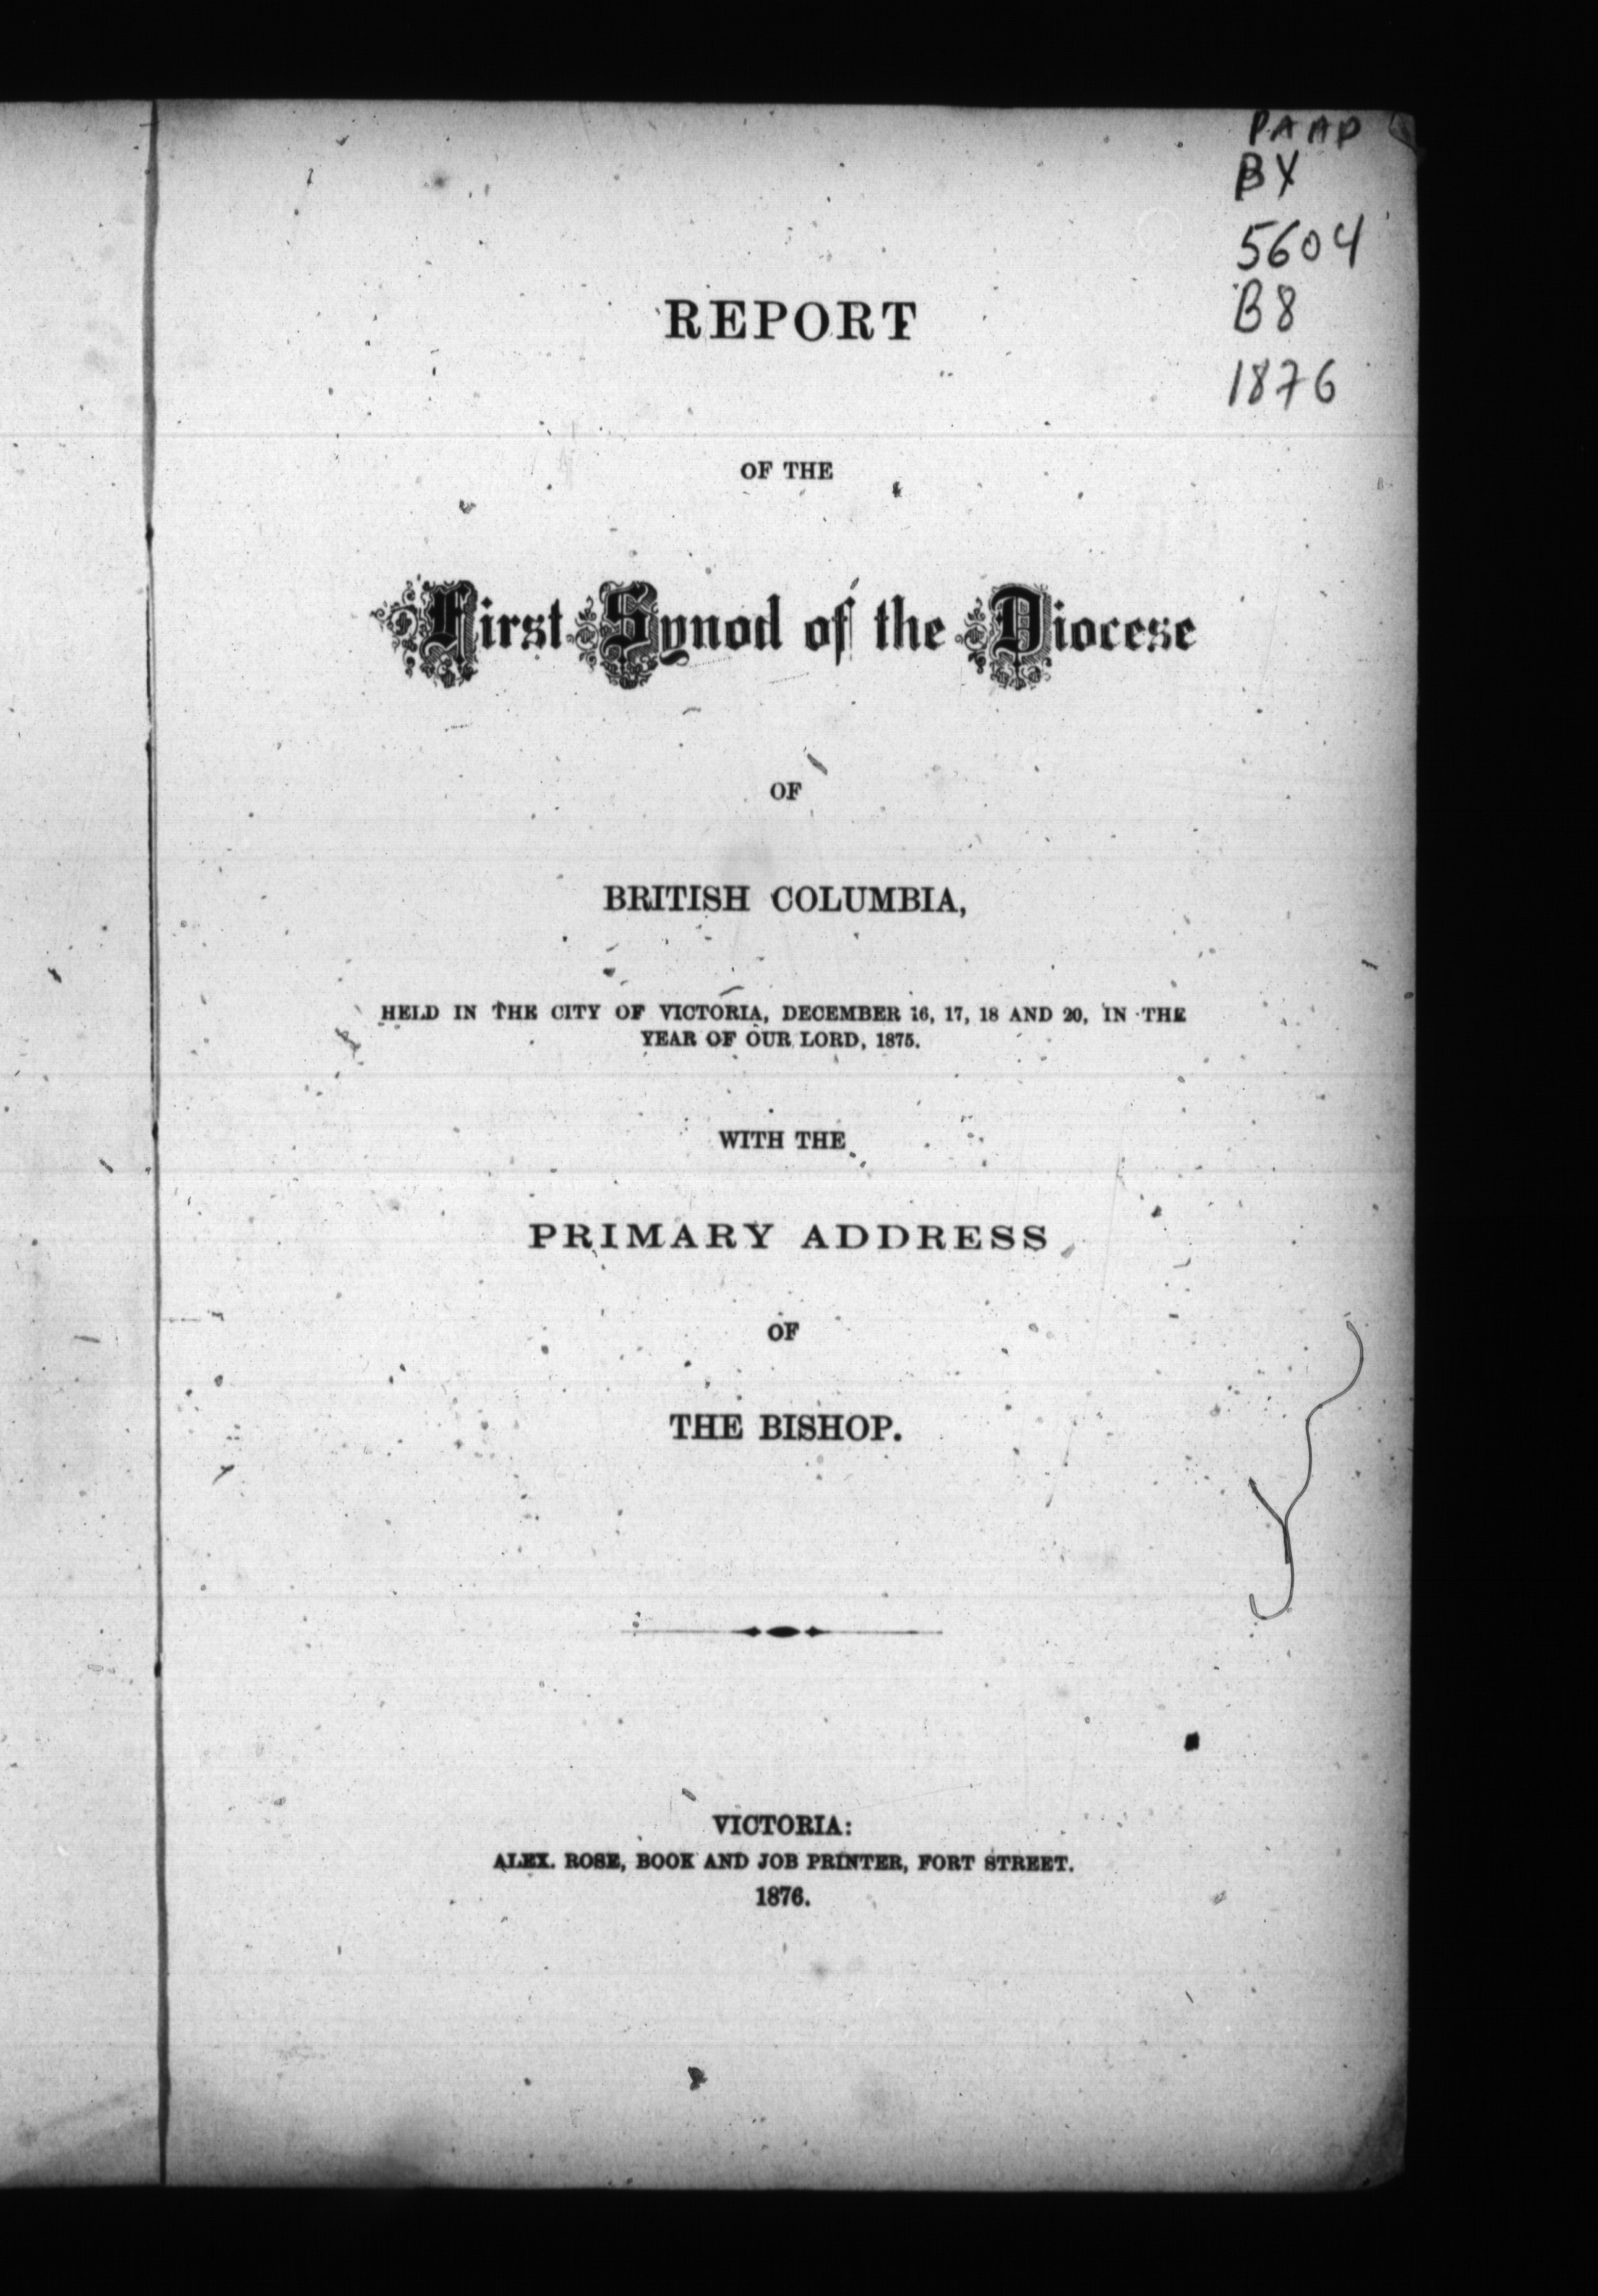 PAAP
BX
5604
B8
1876
REPORT
OF THE
First Synod of the Diocese
OF
BRITISH COLUMBIA,
HELD IN THE CITY OF VICTORIA, DECEMBER 16, 17, 18 AND 20, IN THE
YEAR OF OUR LORD, 1875.
WITH THE
PRIMARY ADDRESS
OF
THE BISHOP.
VICTORIA:
ALEX. ROSE, BOOK AND JOB PRINTER, FORT STREET.
1876.